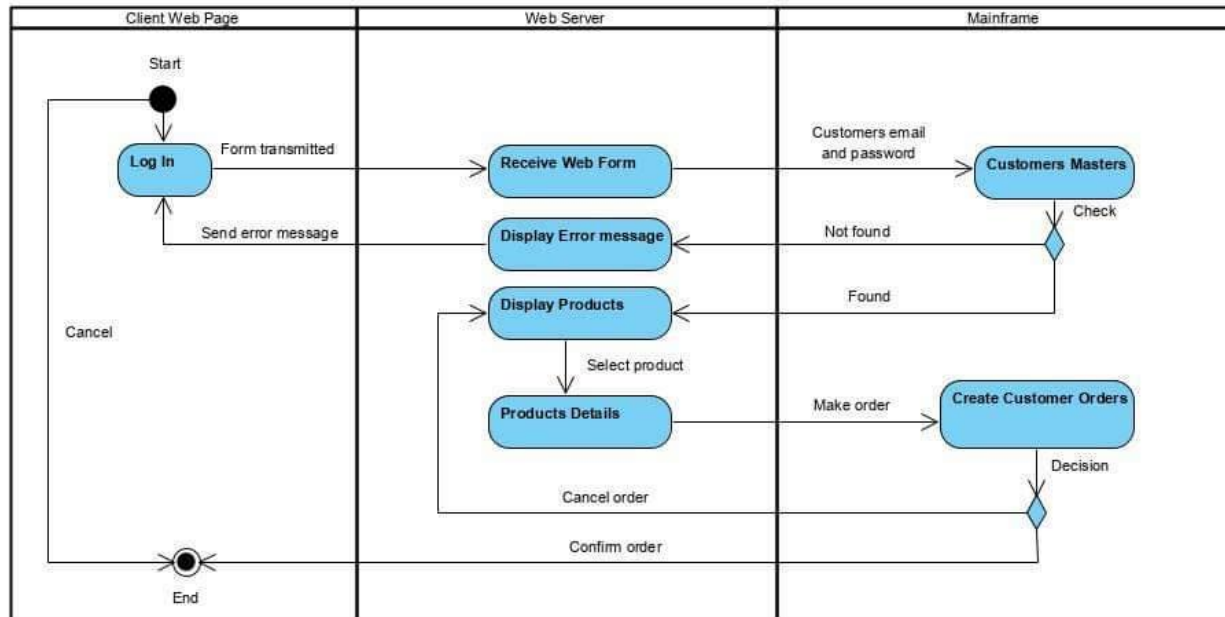 Client Web Page
Web Server
Mainframe
Start
Log In
Form transmitted
Receive Web Form
Customers email
and password
Customers Masters
Check
Send error message
Display Error message
Not found
Display Products
Found
Cancel
Select product
Products Details
Make order
Create Customer Orders
Decision
Cancel order
Confirm order
End